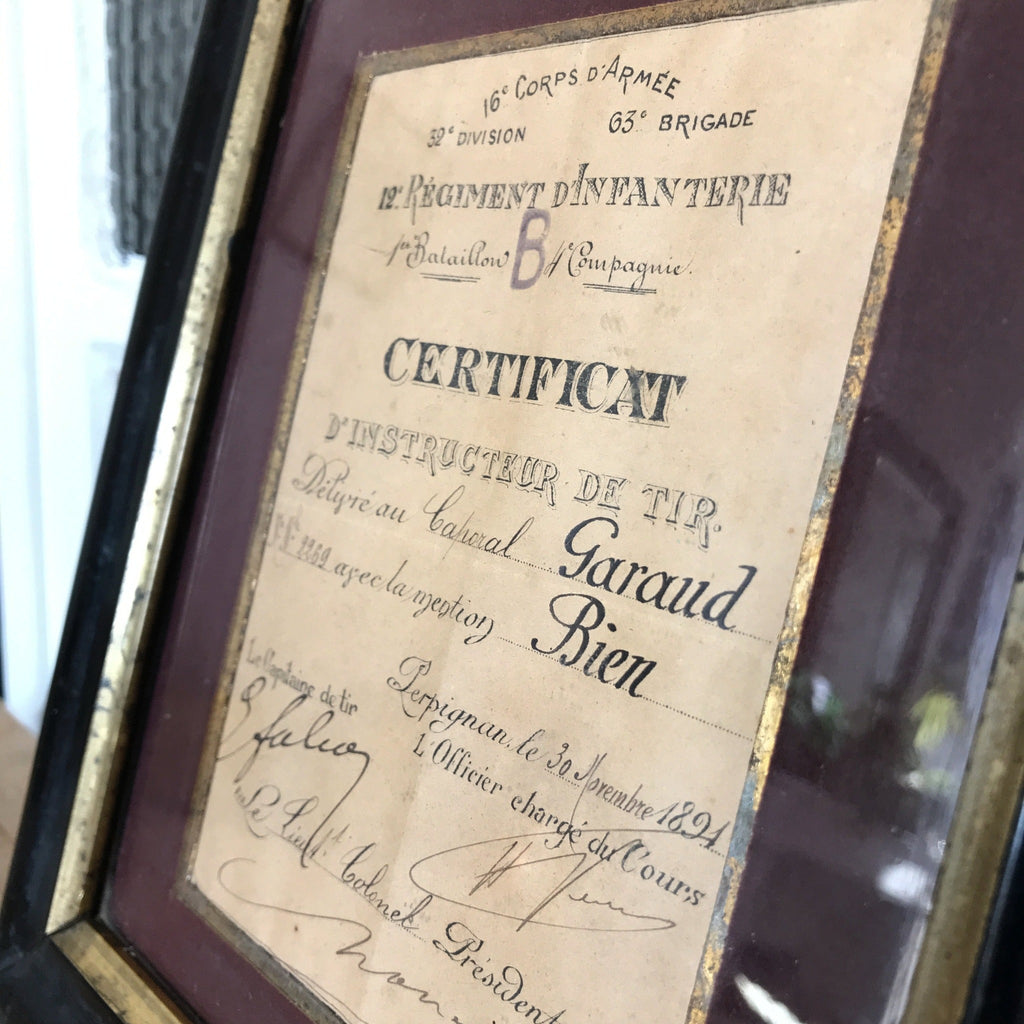 16e CORPS D'ARMÉE
32e DIVISION 63e BRIGADE
12e RÉGIMENT D'INFANTERIE
1er Bataillon B 4e Compagnie.
CERTIFICAT
D'INSTRUCTEUR DE TIR.
Délivré au Caporal Garaud
2269 avec la mention Bien
Perpignan, le 30 Novembre 1894
Le Capitaine de tir
L'Officier chargé du Cours
Le Lieut. Colonel Président